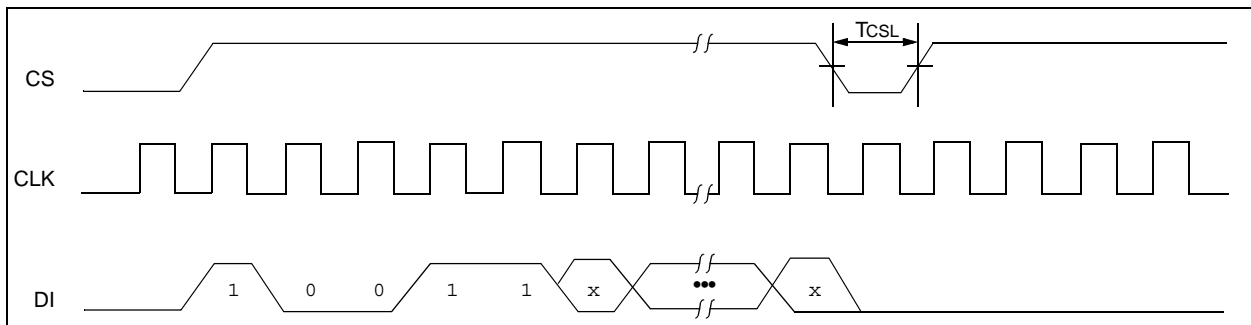 TCSL
CS
CLK
DI 1 0 0 1 1 x ••• x